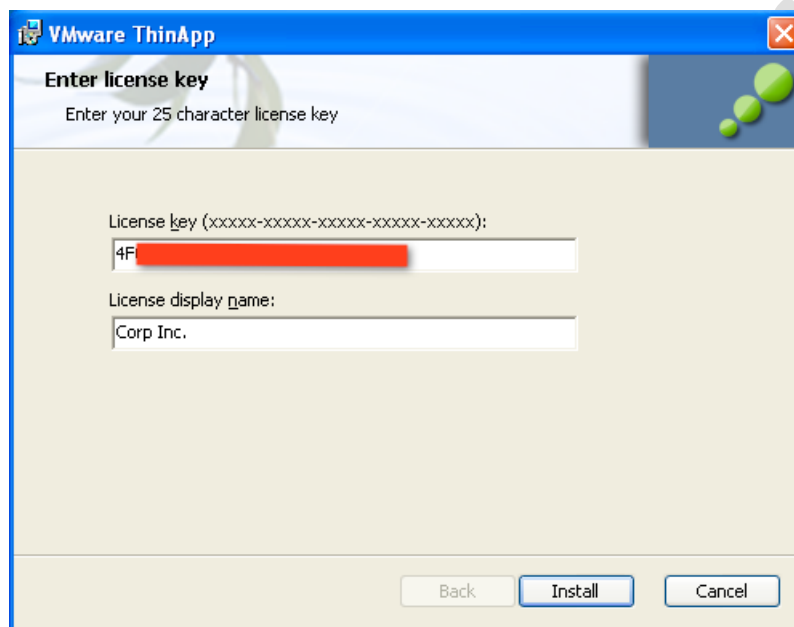 VMware ThinApp
Enter license key
Enter your 25 character license key
License key (xxxxx-xxxxx-xxxxx-xxxxx-xxxxx):
4F
License display name:
Corp Inc.
Back Install Cancel